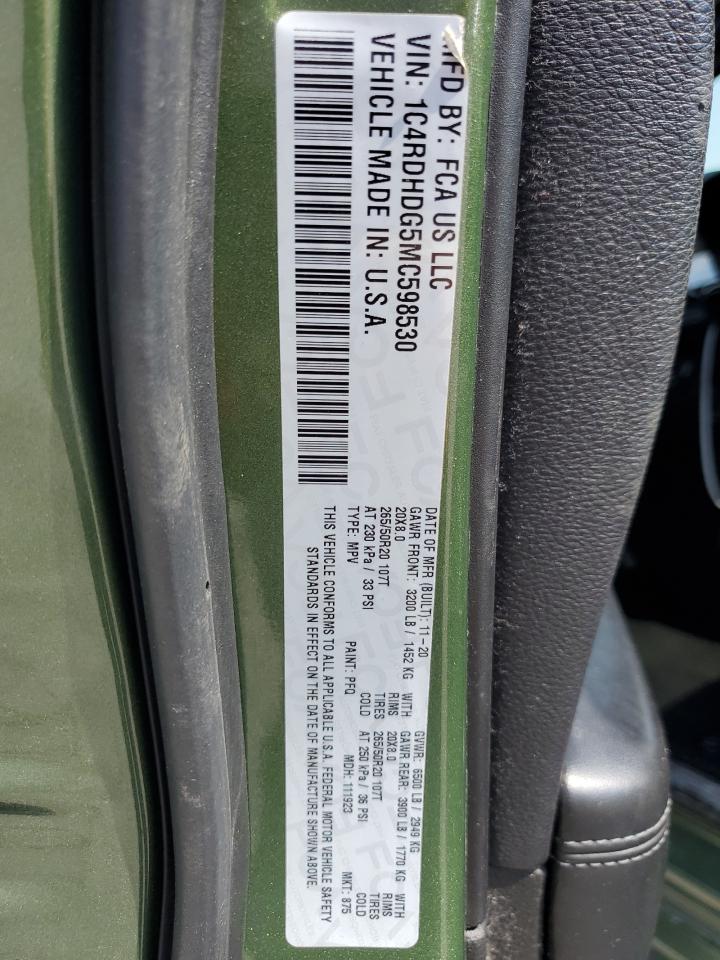 MFD BY: FCA US LLC
VIN: 1C4RDHDG5MC598530
VEHICLE MADE IN: U.S.A.
DATE OF MFR (BUILT): 11-20 GVWR: 6500 LB / 2949 KG
GAWR FRONT: 3200 LB / 1452 KG WITH GAWR REAR: 3900 LB / 1770 KG WITH
20X8.0 RIMS 20X8.0 RIMS
265/50R20 107T TIRES 265/50R20 107T TIRES
AT 230 kPa / 33 PSI COLD AT 250 kPa / 36 PSI COLD
TYPE: MPV PAINT: PFQ MDH: 111923 MKT: 875
THIS VEHICLE CONFORMS TO ALL APPLICABLE U.S.A. FEDERAL MOTOR VEHICLE SAFETY
STANDARDS IN EFFECT ON THE DATE OF MANUFACTURE SHOWN ABOVE.